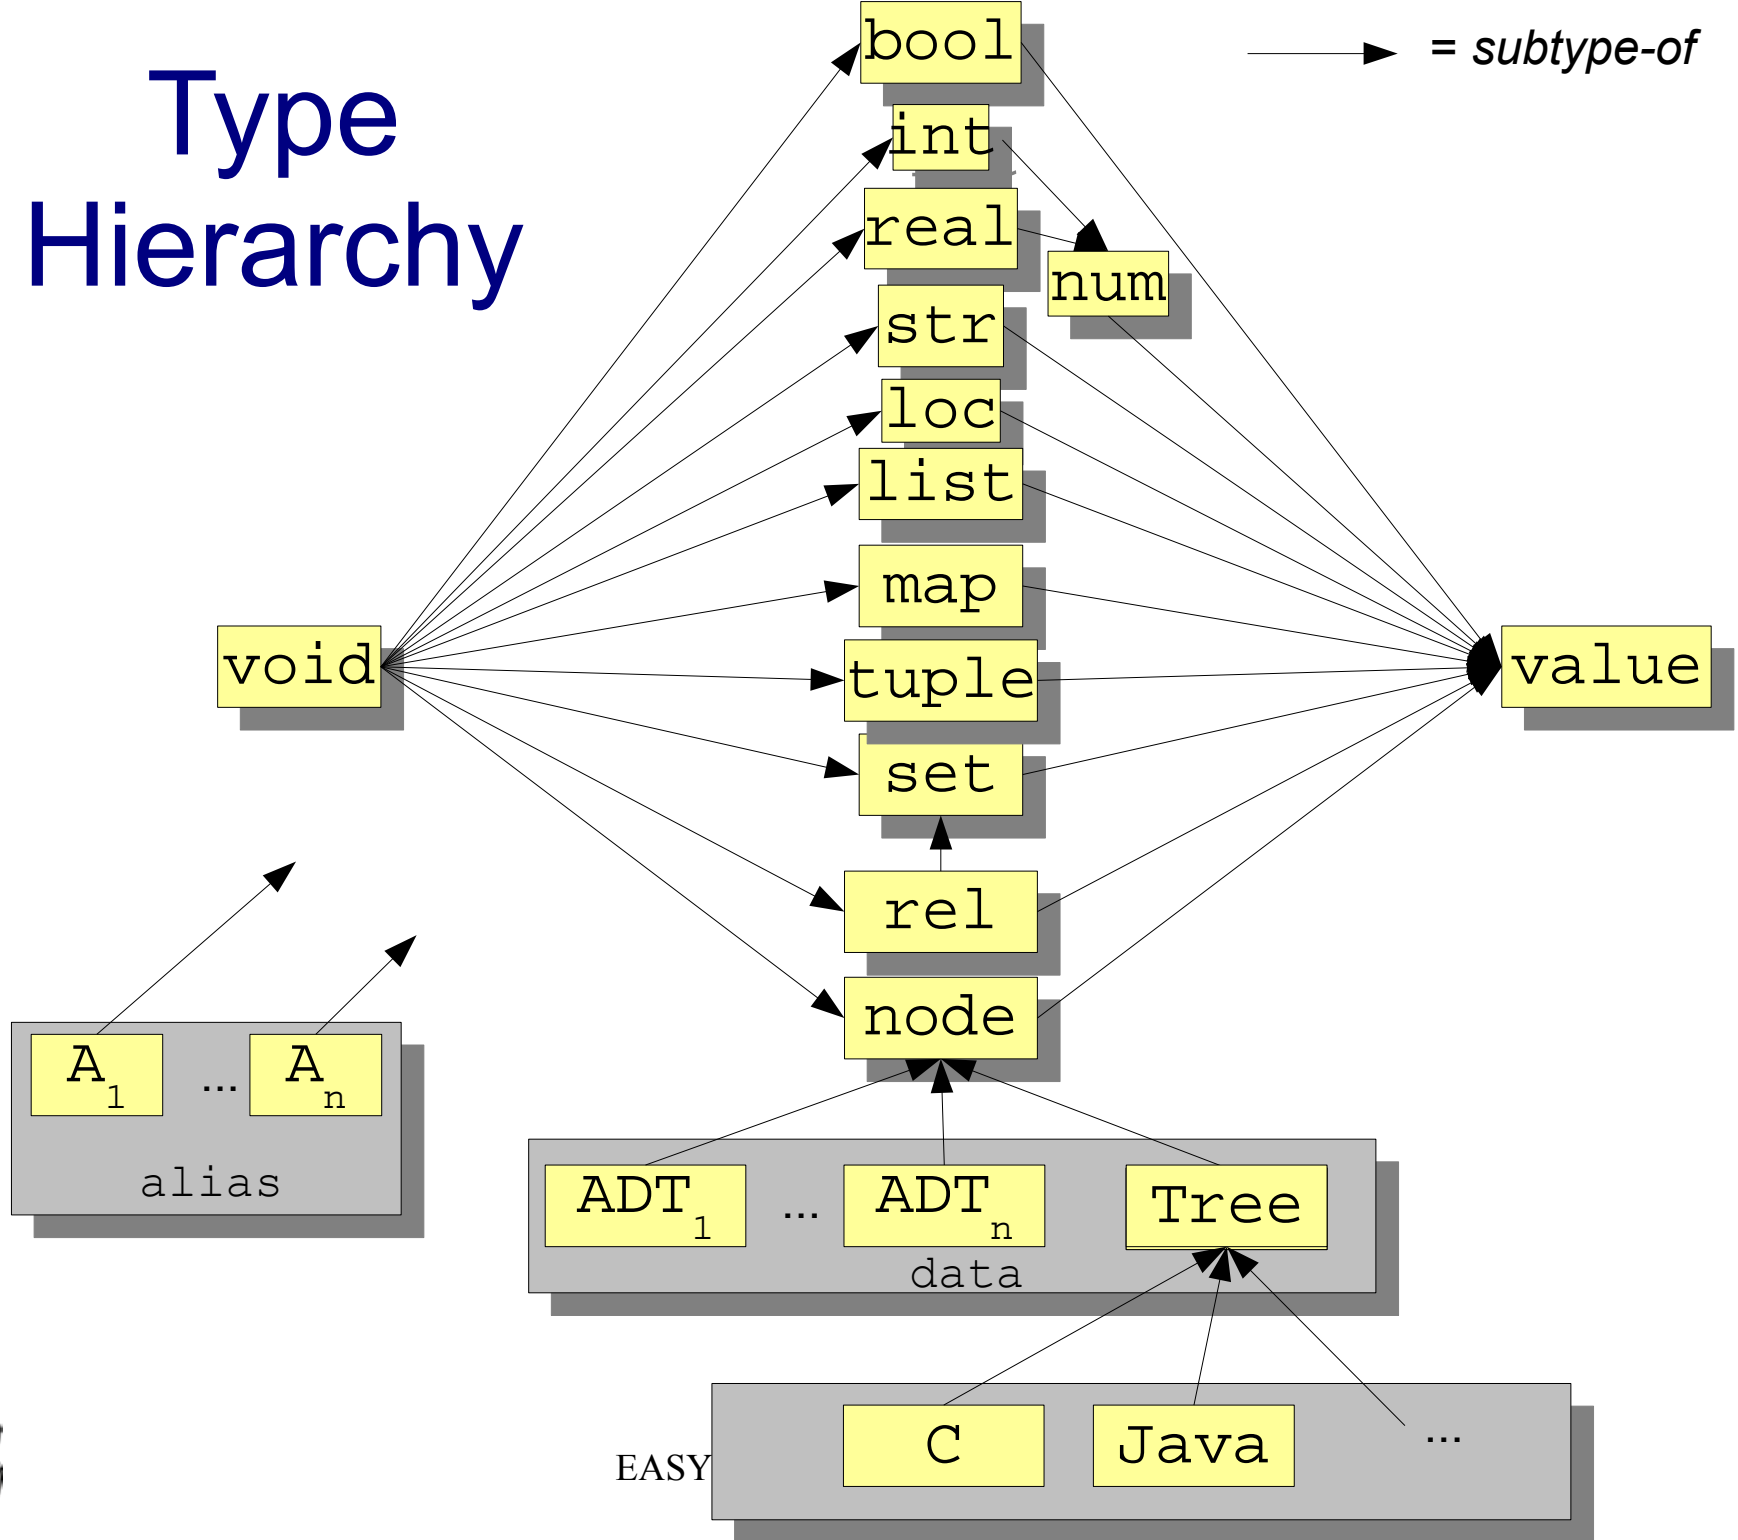 Type
Hierarchy
= subtype-of
bool
int
real
num
str
loc
list
map
void
tuple
value
set
rel
node
A1 ... An
alias
ADT1 ... ADTn Tree
data
C Java ...
EASY